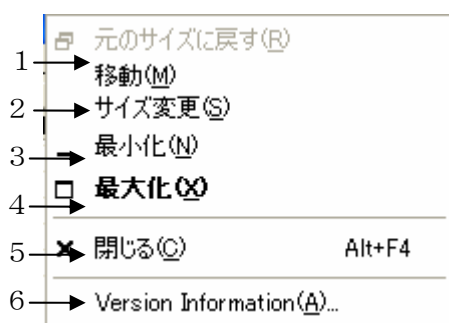 元のサイズに戻す(R)
1 移動(M)
2 サイズ変更(S)
3 最小化(N)
4 最大化(X)
5 閉じる(C) Alt+F4
6 Version Information(A)...